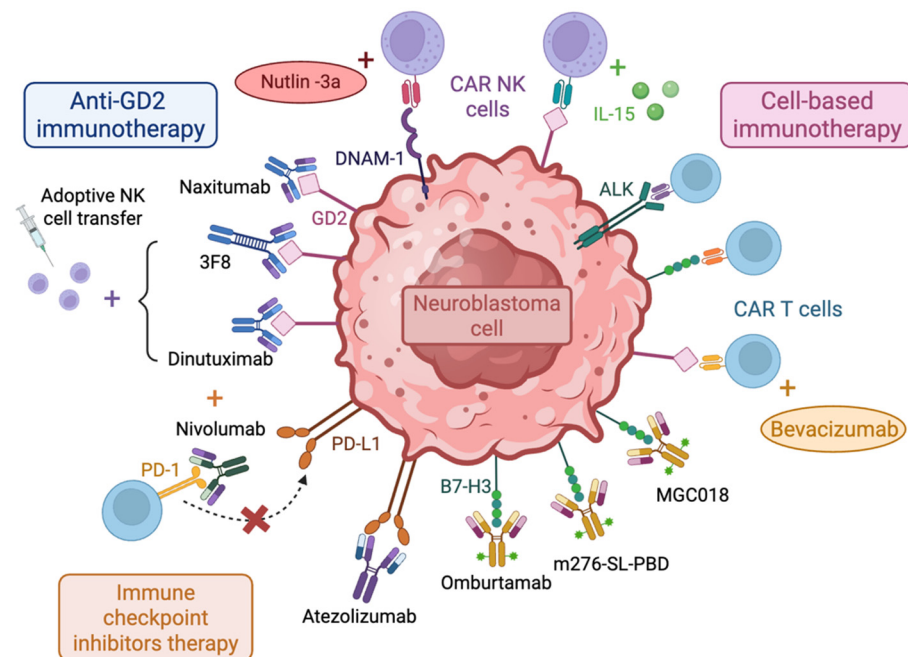 Nutlin -3a
CAR NK
cells
IL-15
Anti-GD2
immunotherapy
Cell-based
immunotherapy
DNAM-1
ALK
Naxitumab
GD2
Adoptive NK
cell transfer
3F8
Neuroblastoma
cell
CAR T cells
Dinutuximab
Nivolumab
PD-L1
PD-1
Bevacizumab
B7-H3
MGC018
m276-SL-PBD
Omburtamab
Atezolizumab
Immune
checkpoint
inhibitors therapy